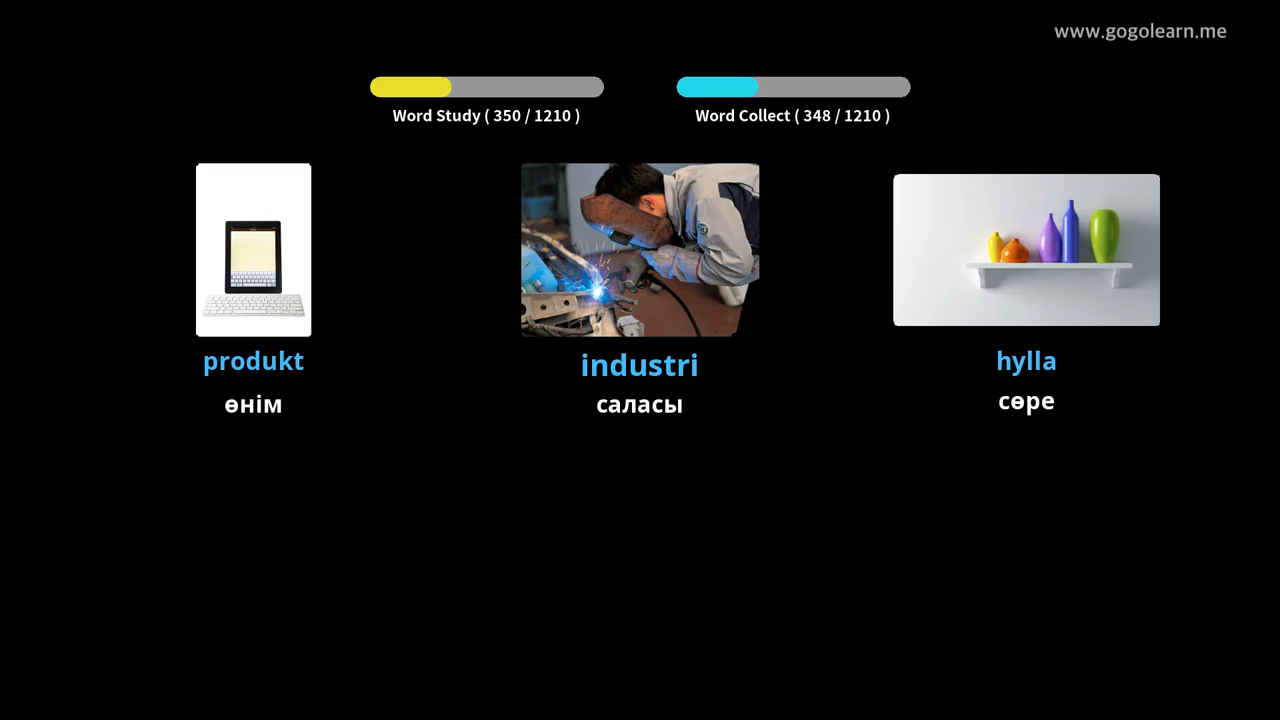 www.gogolearn.me
Word Study ( 350 / 1210 )
Word Collect ( 348 / 1210 )
produkt
өнім
industri
саласы
hylla
сөре